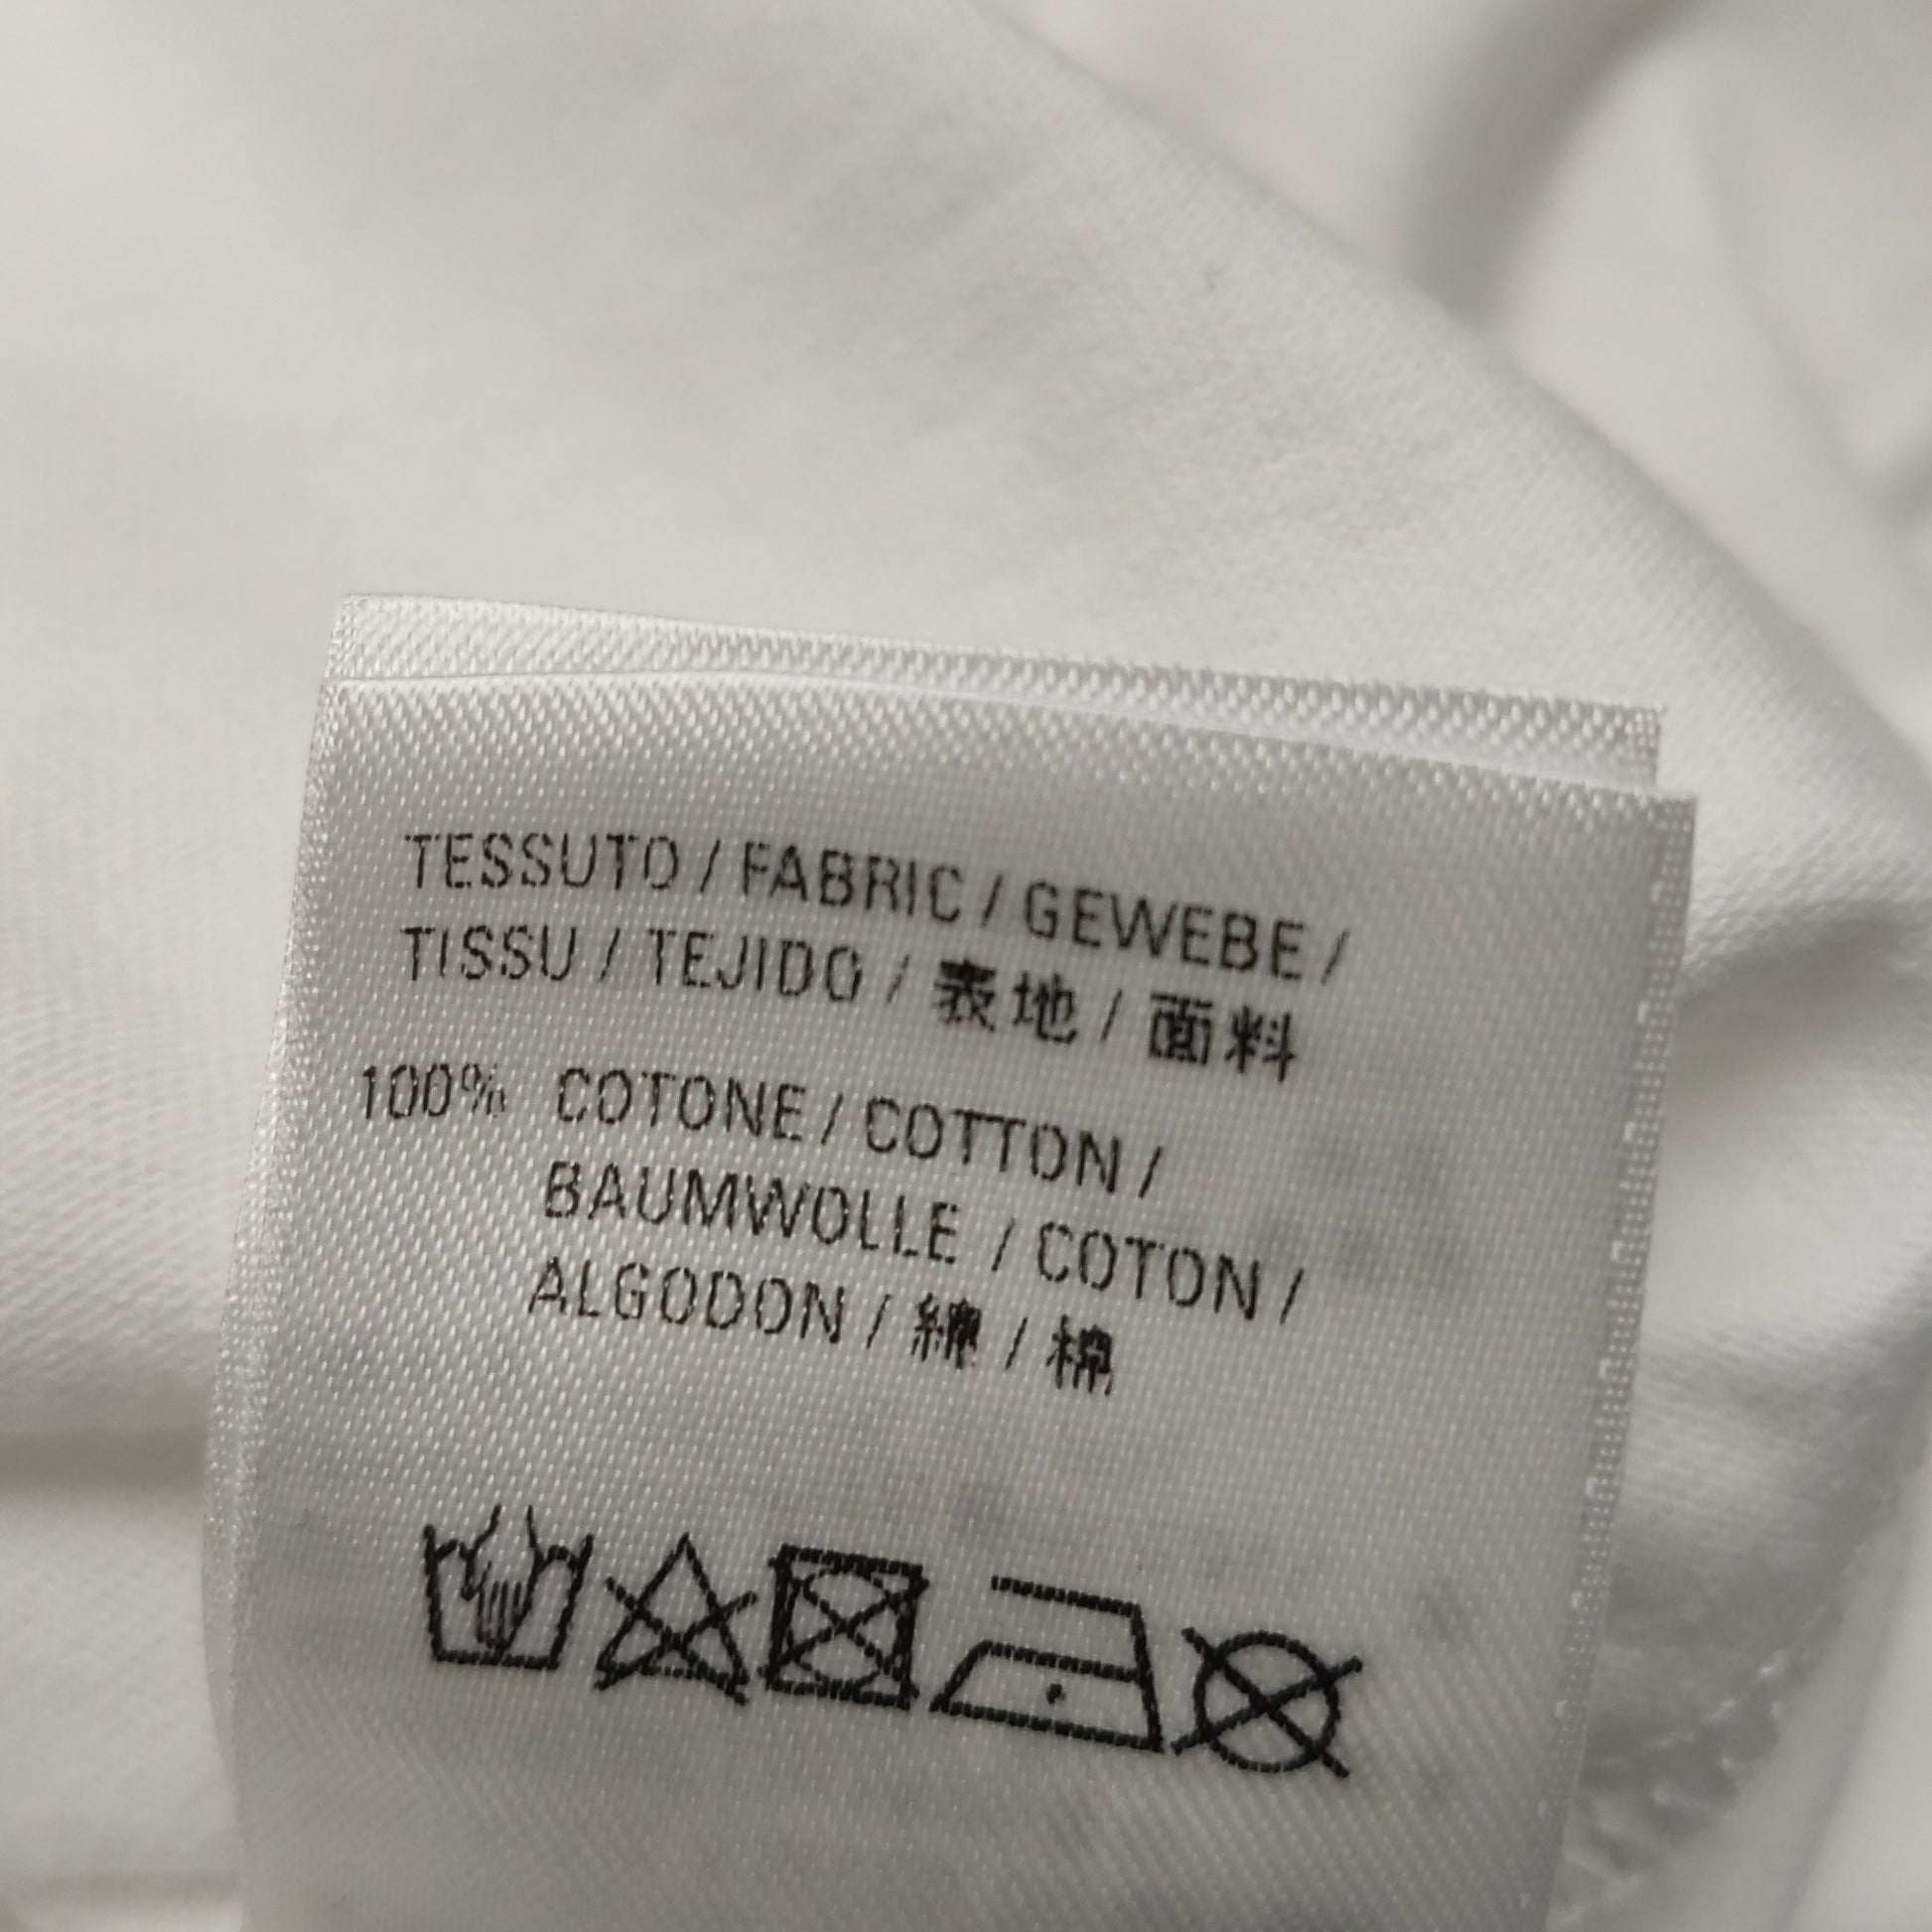 TESSUTO / FABRIC / GEWEBE /
TISSU / TEJIDO / 表地 / 面料
100% COTONE / COTTON /
BAUMWOLLE / COTON /
ALGODON / 綿 / 棉